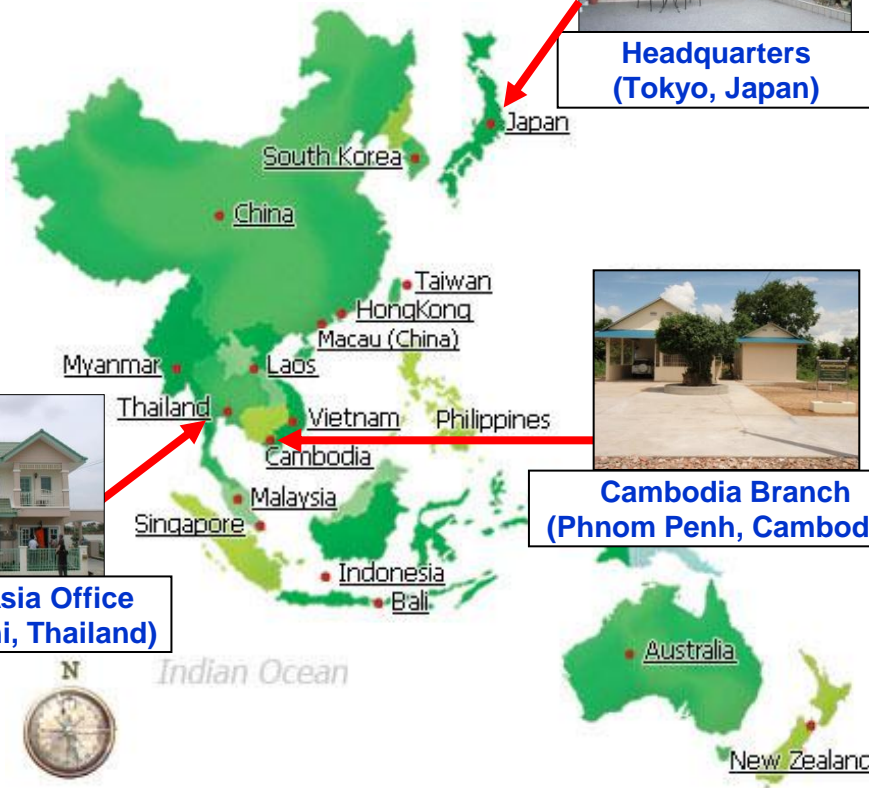 Headquarters
(Tokyo, Japan)
Japan
South Korea
China
Taiwan
HongKong
Macau (China)
Myanmar
Laos
Thailand
Vietnam
Philippines
Cambodia
Cambodia Branch
(Phnom Penh, Cambod
Malaysia
Singapore
Indonesia
Bali
sia Office
i, Thailand)
Australia
N
Indian Ocean
New Zealand